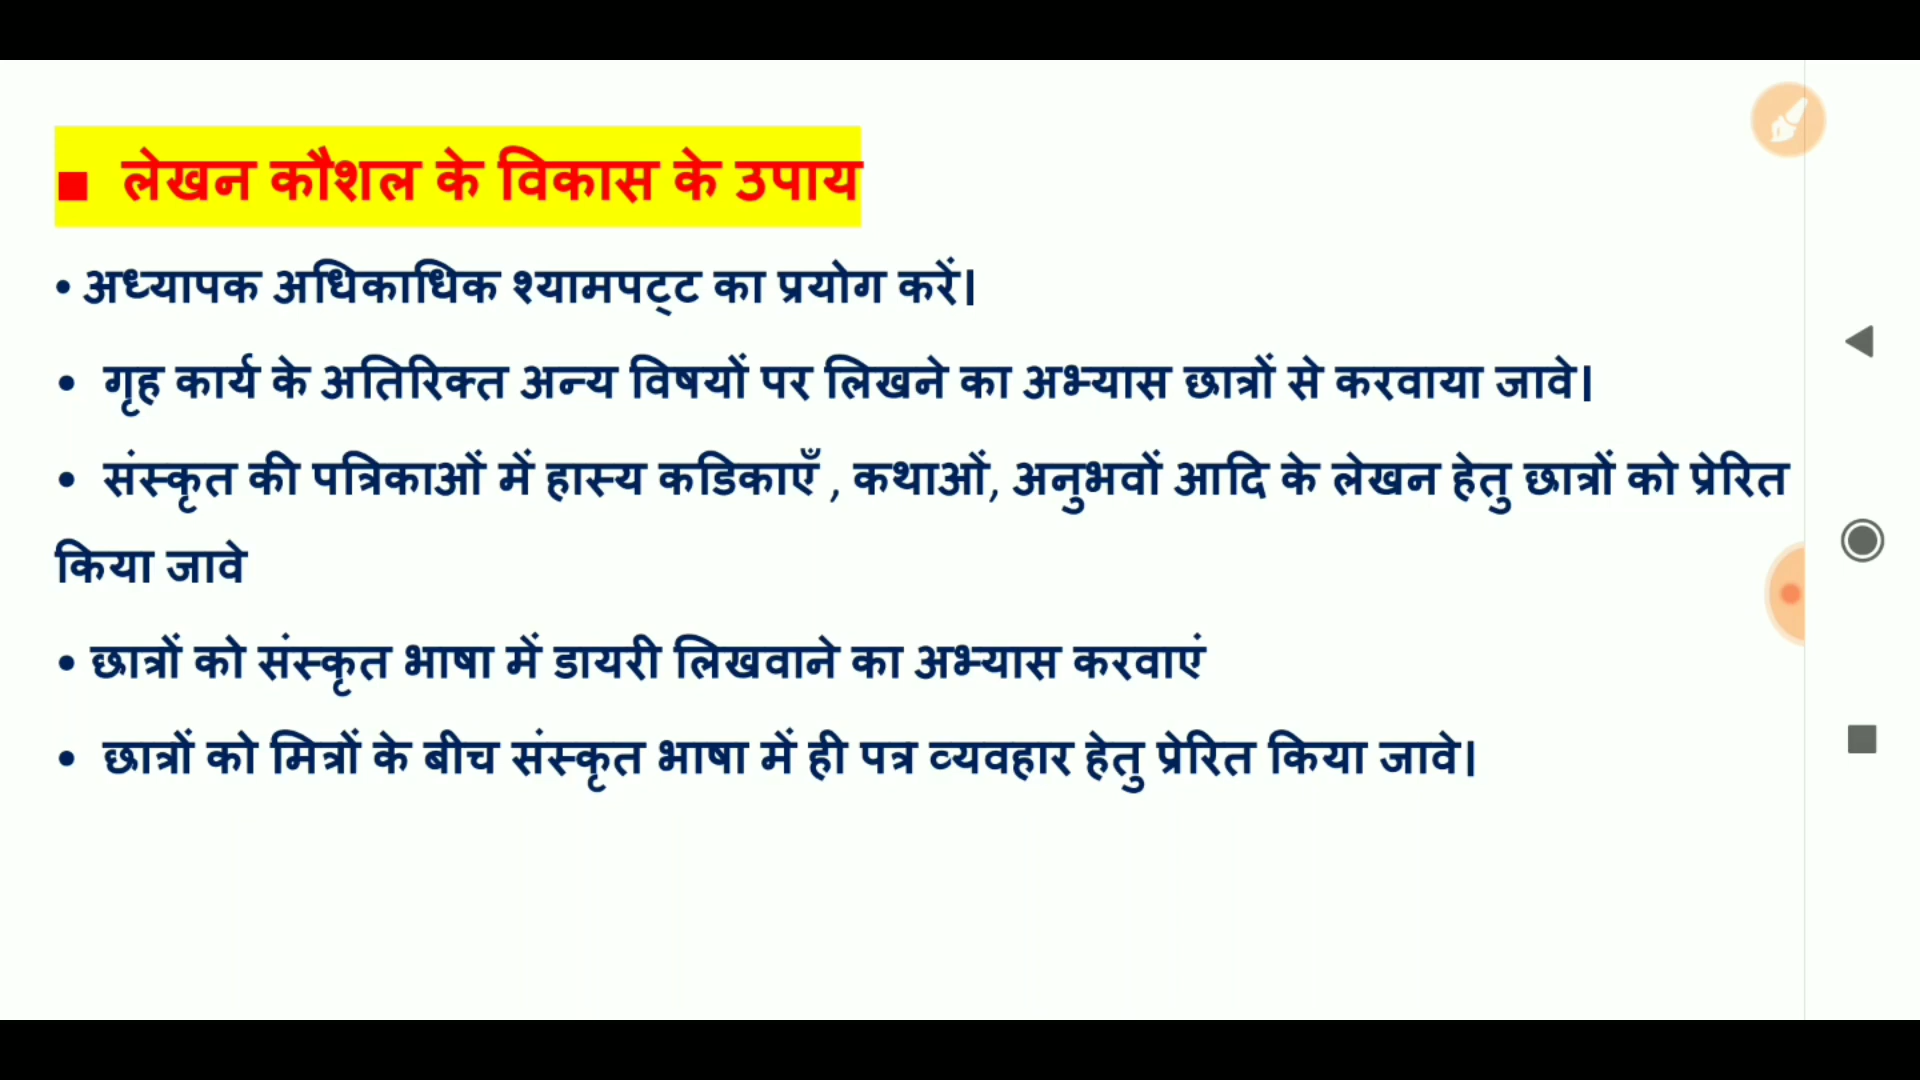 ▪ लेखन कौशल के विकास के उपाय
• अध्यापक अधिकाधिक श्यामपट्ट का प्रयोग करें।
• गृह कार्य के अतिरिक्त अन्य विषयों पर लिखने का अभ्यास छात्रों से करवाया जावे।
• संस्कृत की पत्रिकाओं में हास्य कडिकाएँ , कथाओं, अनुभवों आदि के लेखन हेतु छात्रों को प्रेरित
किया जावे
• छात्रों को संस्कृत भाषा में डायरी लिखवाने का अभ्यास करवाएं
• छात्रों को मित्रों के बीच संस्कृत भाषा में ही पत्र व्यवहार हेतु प्रेरित किया जावे।